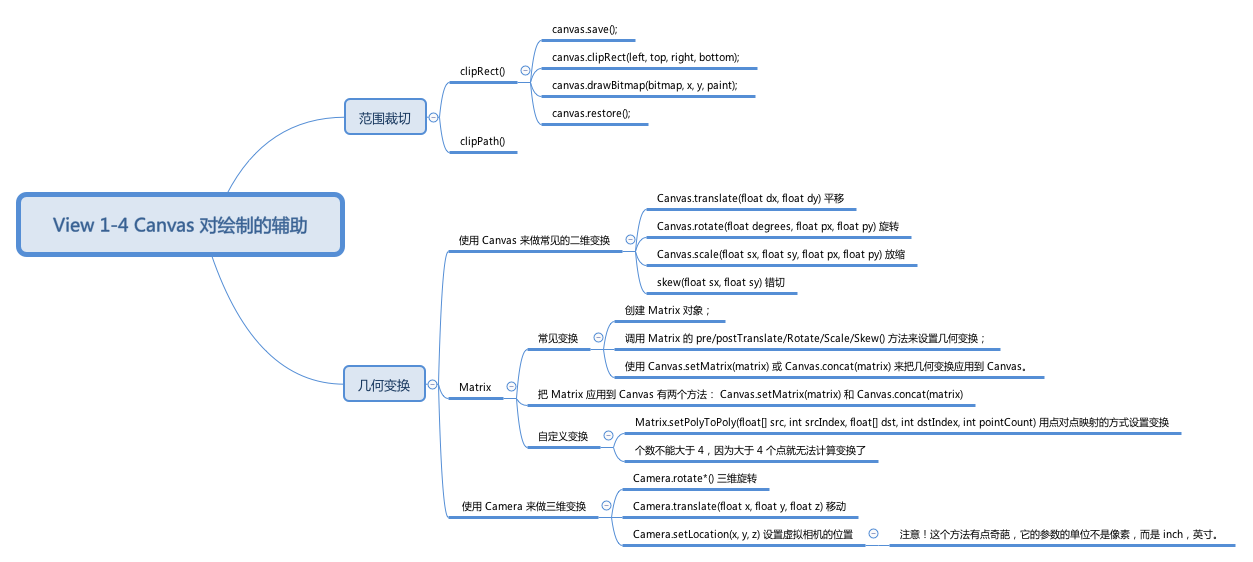 View 1-4 Canvas 对绘制的辅助
范围裁切
clipRect()
canvas.save();
canvas.clipRect(left, top, right, bottom);
canvas.drawBitmap(bitmap, x, y, paint);
canvas.restore();
clipPath()
几何变换
使用 Canvas 来做常见的二维变换
Canvas.translate(float dx, float dy) 平移
Canvas.rotate(float degrees, float px, float py) 旋转
Canvas.scale(float sx, float sy, float px, float py) 放缩
skew(float sx, float sy) 错切
Matrix
常见变换
创建 Matrix 对象；
调用 Matrix 的 pre/postTranslate/Rotate/Scale/Skew() 方法来设置几何变换；
使用 Canvas.setMatrix(matrix) 或 Canvas.concat(matrix) 来把几何变换应用到 Canvas。
把 Matrix 应用到 Canvas 有两个方法： Canvas.setMatrix(matrix) 和 Canvas.concat(matrix)
自定义变换
Matrix.setPolyToPoly(float[] src, int srcIndex, float[] dst, int dstIndex, int pointCount) 用点对点映射的方式设置变换
个数不能大于 4，因为大于 4 个点就无法计算变换了
使用 Camera 来做三维变换
Camera.rotate*() 三维旋转
Camera.translate(float x, float y, float z) 移动
Camera.setLocation(x, y, z) 设置虚拟相机的位置
注意！这个方法有点奇葩，它的参数的单位不是像素，而是 inch，英寸。